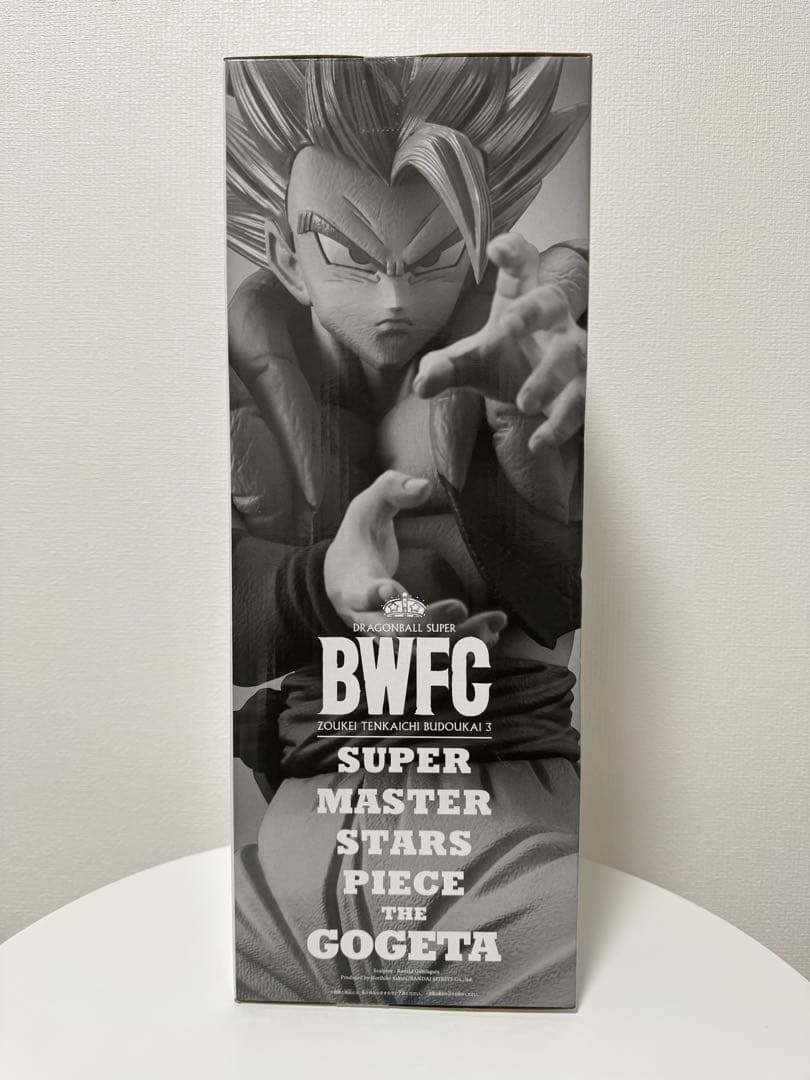 DRAGONBALL SUPER
BWFC
ZOUKEI TENKAICHI BUDOUKAI 3
SUPER
MASTER
STARS
PIECE
THE
GOGETA